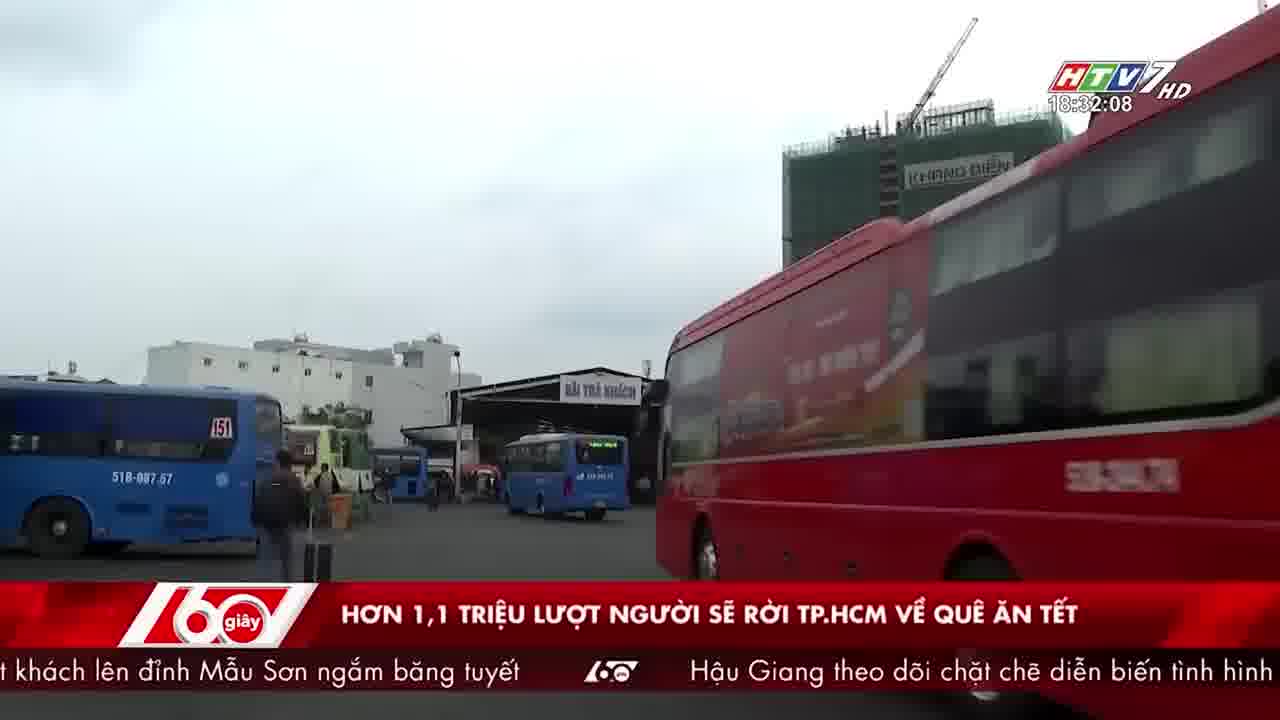 HTV7 HD
18:32:08
KHANG ĐIỀN
BÃI TRẢ KHÁCH
151
51B-087.67
60 giây
HƠN 1,1 TRIỆU LƯỢT NGƯỜI SẼ RỜI TP.HCM VỀ QUÊ ĂN TẾT
t khách lên đỉnh Mẫu Sơn ngắm băng tuyết
60
Hậu Giang theo dõi chặt chẽ diễn biến tình hình